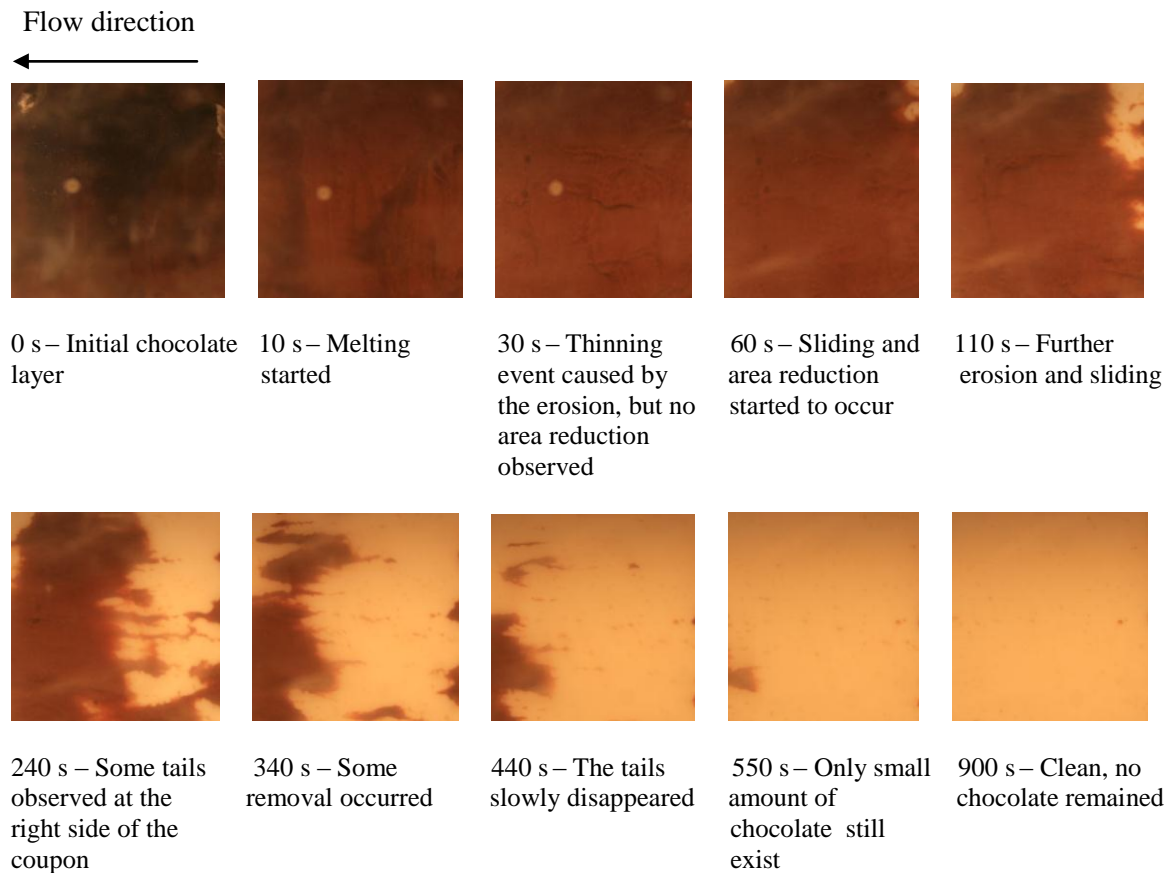 Flow direction
0 s – Initial chocolate
layer
10 s – Melting
started
30 s – Thinning
event caused by
the erosion, but no
area reduction
observed
60 s – Sliding and
area reduction
started to occur
110 s – Further
erosion and sliding
240 s – Some tails
observed at the
right side of the
coupon
340 s – Some
removal occurred
440 s – The tails
slowly disappeared
550 s – Only small
amount of
chocolate still
exist
900 s – Clean, no
chocolate remained